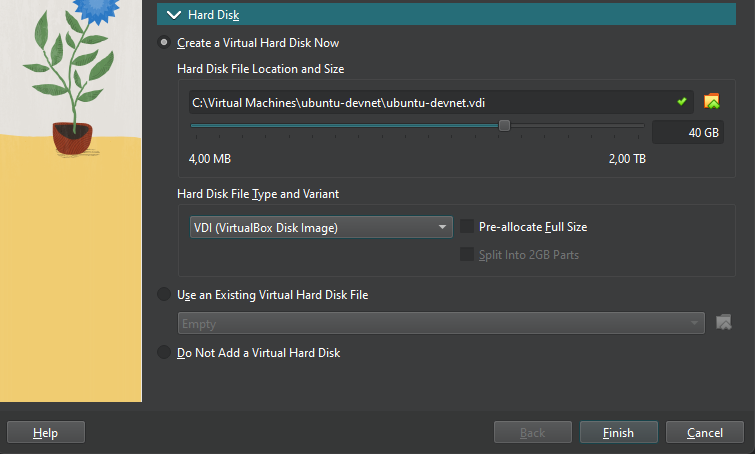 Hard Disk
Create a Virtual Hard Disk Now
Hard Disk File Location and Size
C:\Virtual Machines\ubuntu-devnet\ubuntu-devnet.vdi
40 GB
4,00 MB 2,00 TB
Hard Disk File Type and Variant
VDI (VirtualBox Disk Image) Pre-allocate Full Size
Split Into 2GB Parts
Use an Existing Virtual Hard Disk File
Empty
Do Not Add a Virtual Hard Disk
Help Back Finish Cancel